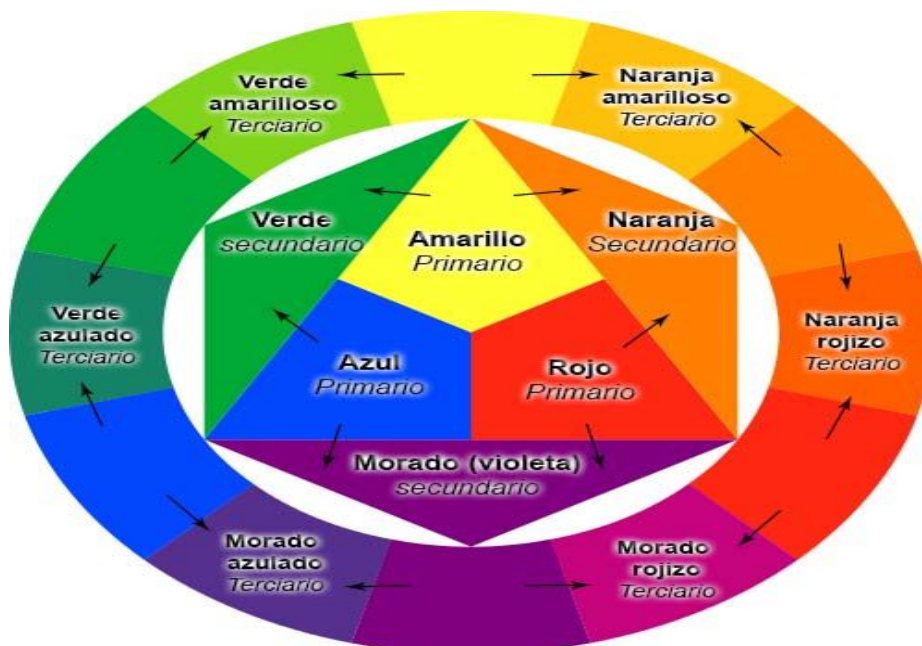 Verde
amarilloso
Terciario
Naranja
amarilloso
Terciario
Verde
secundario
Amarillo
Primario
Naranja
Secundario
Verde
azulado
Terciario
Azul
Primario
Rojo
Primario
Naranja
rojizo
Terciario
Morado (violeta)
secundario
Morado
azulado
Terciario
Morado
rojizo
Terciario